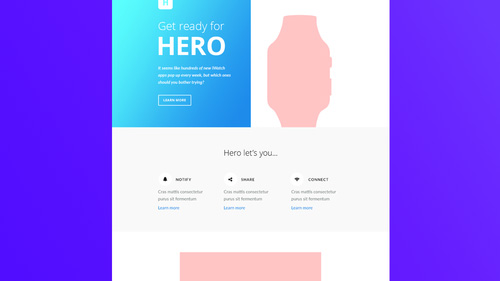 Get ready for
HERO
It seems like hundreds of new iWatch
apps pop up every week, but which ones
should you bother trying?
LEARN MORE
Hero let's you...
NOTIFY
Cras mattis consectetur
purus sit fermentum
Learn more
SHARE
Cras mattis consectetur
purus sit fermentum
Learn more
CONNECT
Cras mattis consectetur
purus sit fermentum
Learn more